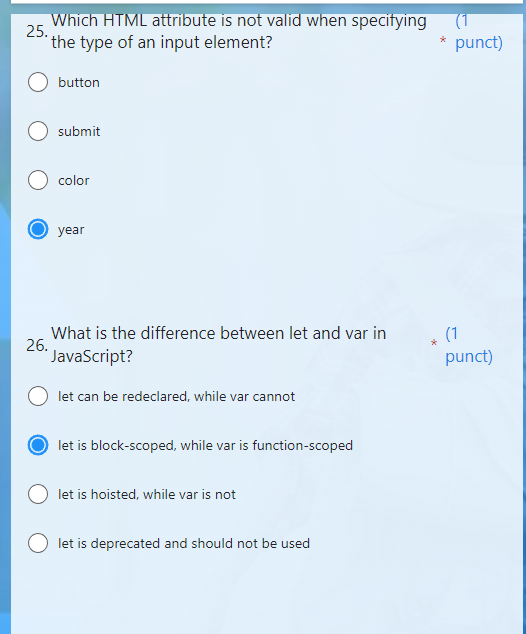 25. Which HTML attribute is not valid when specifying the type of an input element? * (1 punct)
button
submit
color
year
26. What is the difference between let and var in JavaScript? * (1 punct)
let can be redeclared, while var cannot
let is block-scoped, while var is function-scoped
let is hoisted, while var is not
let is deprecated and should not be used